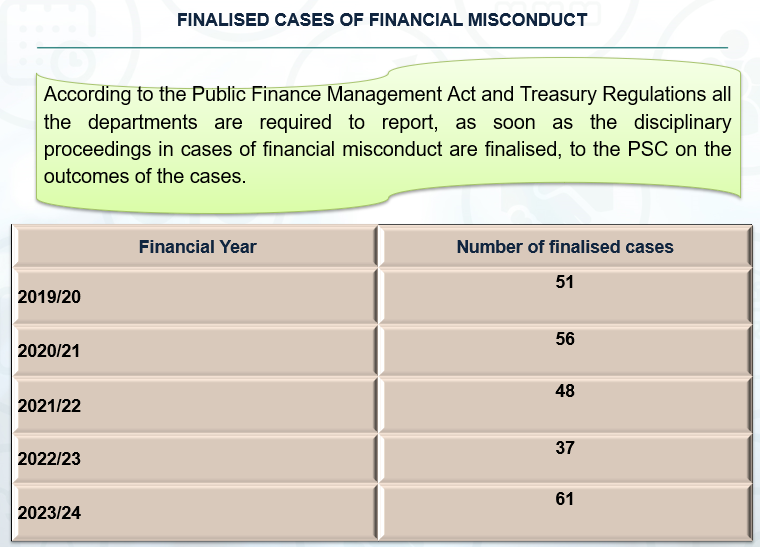 FINALISED CASES OF FINANCIAL MISCONDUCT
According to the Public Finance Management Act and Treasury Regulations all
the departments are required to report, as soon as the disciplinary
proceedings in cases of financial misconduct are finalised, to the PSC on the
outcomes of the cases.
Financial Year Number of finalised cases
2019/20 51
2020/21 56
2021/22 48
2022/23 37
2023/24 61